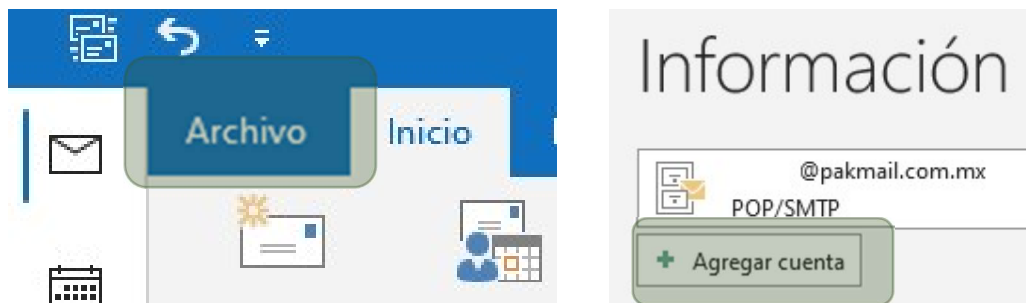 Archivo
Inicio
Información
@pakmail.com.mx
POP/SMTP
Agregar cuenta